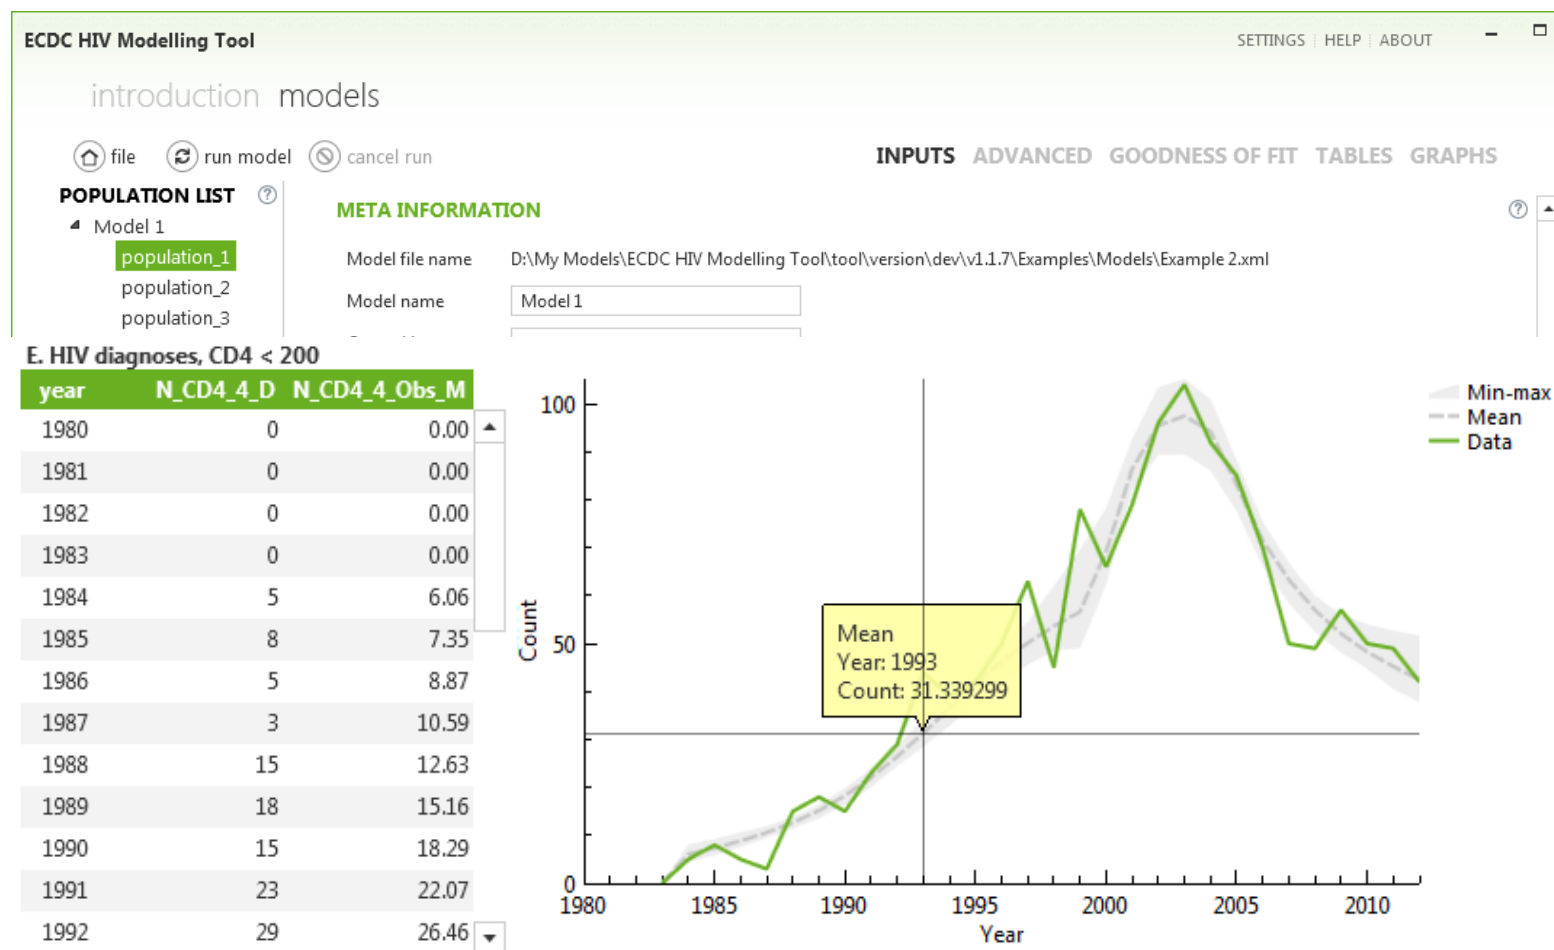 ECDC HIV Modelling Tool
SETTINGS HELP ABOUT
introduction models
file run model cancel run
INPUTS ADVANCED GOODNESS OF FIT TABLES GRAPHS
POPULATION LIST ?
META INFORMATION ?
Model 1
population_1
population_2
population_3
Model file name D:\My Models\ECDC HIV Modelling Tool\tool\version\dev\v1.1.7\Examples\Models\Example 2.xml
Model name Model 1
E. HIV diagnoses, CD4 < 200
year N_CD4_4_D N_CD4_4_Obs_M
1980 0 0.00
1981 0 0.00
1982 0 0.00
1983 0 0.00
1984 5 6.06
1985 8 7.35
1986 5 8.87
1987 3 10.59
1988 15 12.63
1989 18 15.16
1990 15 18.29
1991 23 22.07
1992 29 26.46
100
50
0
Count
Mean
Year: 1993
Count: 31.339299
1980 1985 1990 1995 2000 2005 2010
Year
Min-max
Mean
Data